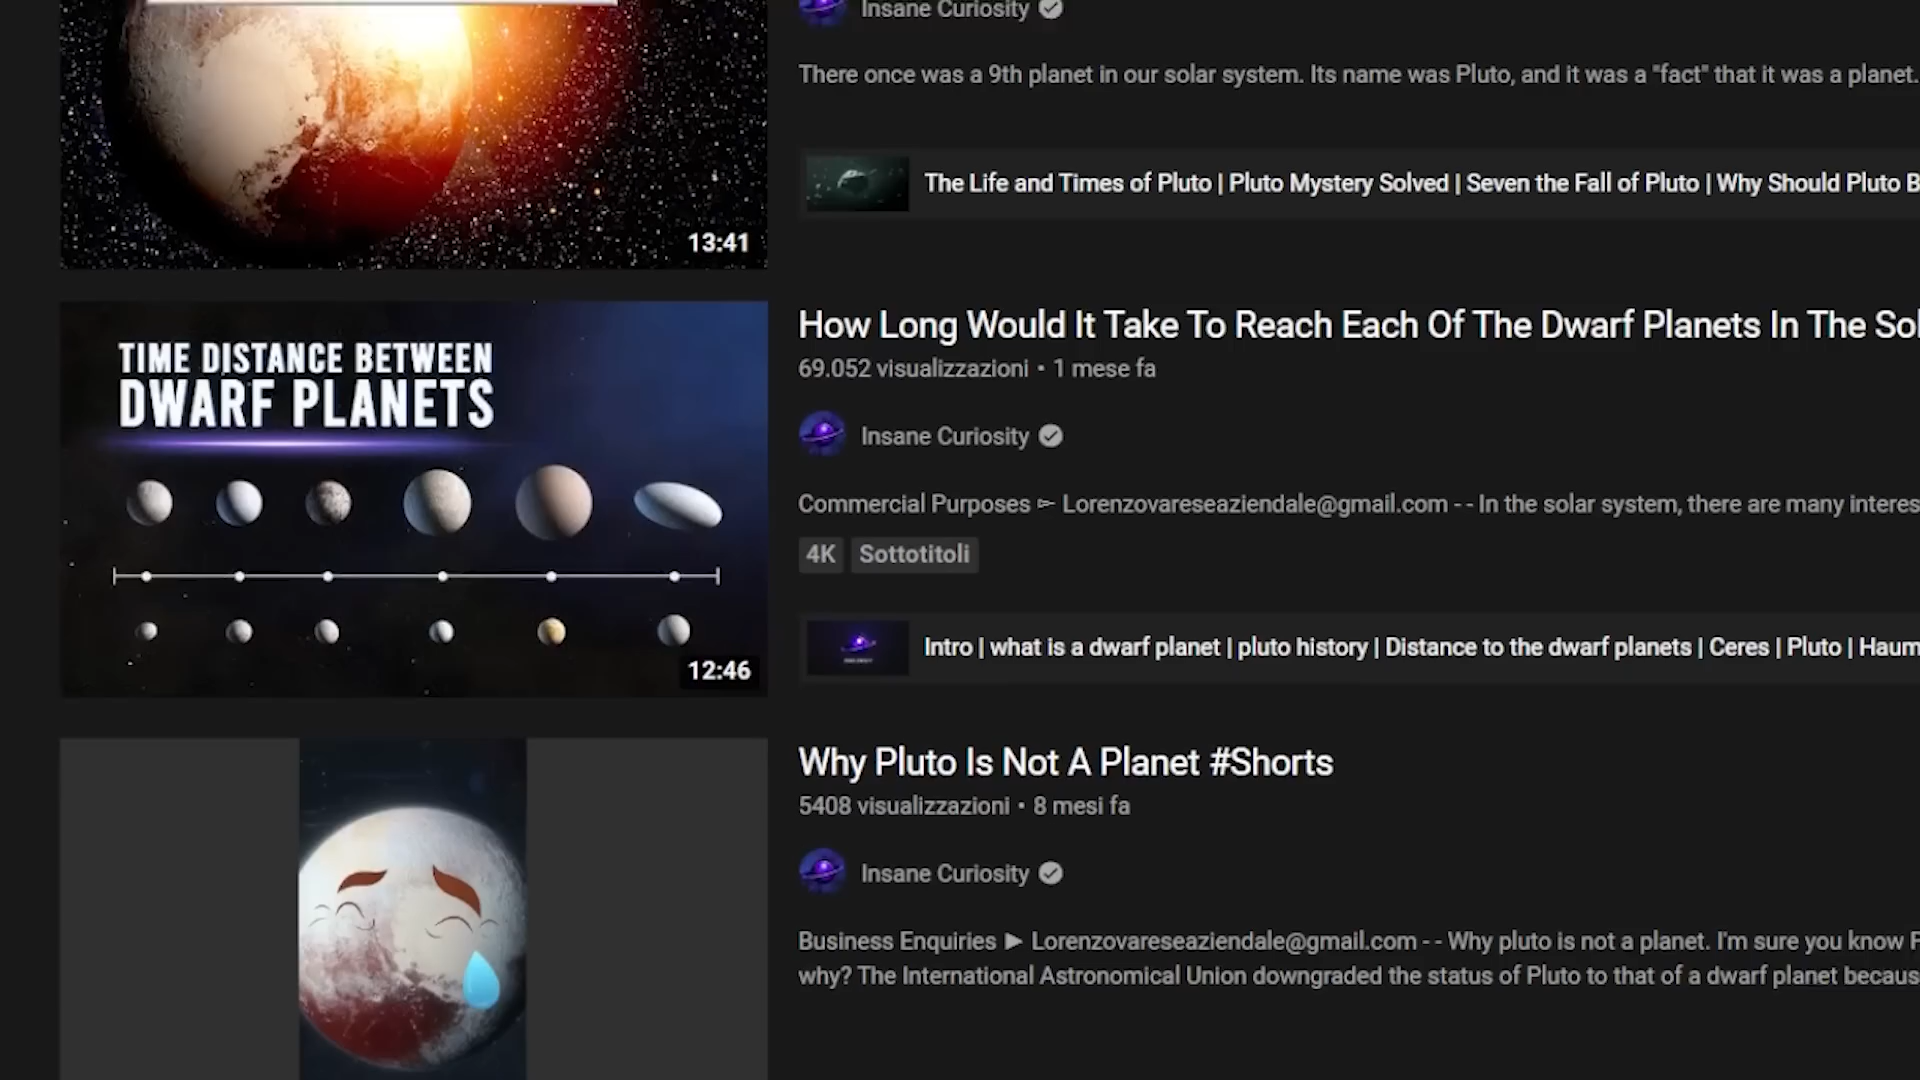 Insane Curiosity
There once was a 9th planet in our solar system. Its name was Pluto, and it was a "fact" that it was a planet.
The Life and Times of Pluto | Pluto Mystery Solved | Seven the Fall of Pluto | Why Should Pluto B
13:41
TIME DISTANCE BETWEEN
DWARF PLANETS
12:46
How Long Would It Take To Reach Each Of The Dwarf Planets In The Sol
69.052 visualizzazioni • 1 mese fa
Insane Curiosity
Commercial Purposes ➻ Lorenzovareseaziendale@gmail.com - - In the solar system, there are many interes
4K Sottotitoli
Intro | what is a dwarf planet | pluto history | Distance to the dwarf planets | Ceres | Pluto | Haum
Why Pluto Is Not A Planet #Shorts
5408 visualizzazioni • 8 mesi fa
Insane Curiosity
Business Enquiries ► Lorenzovareseaziendale@gmail.com - - Why pluto is not a planet. I'm sure you know
why? The International Astronomical Union downgraded the status of Pluto to that of a dwarf planet becaus